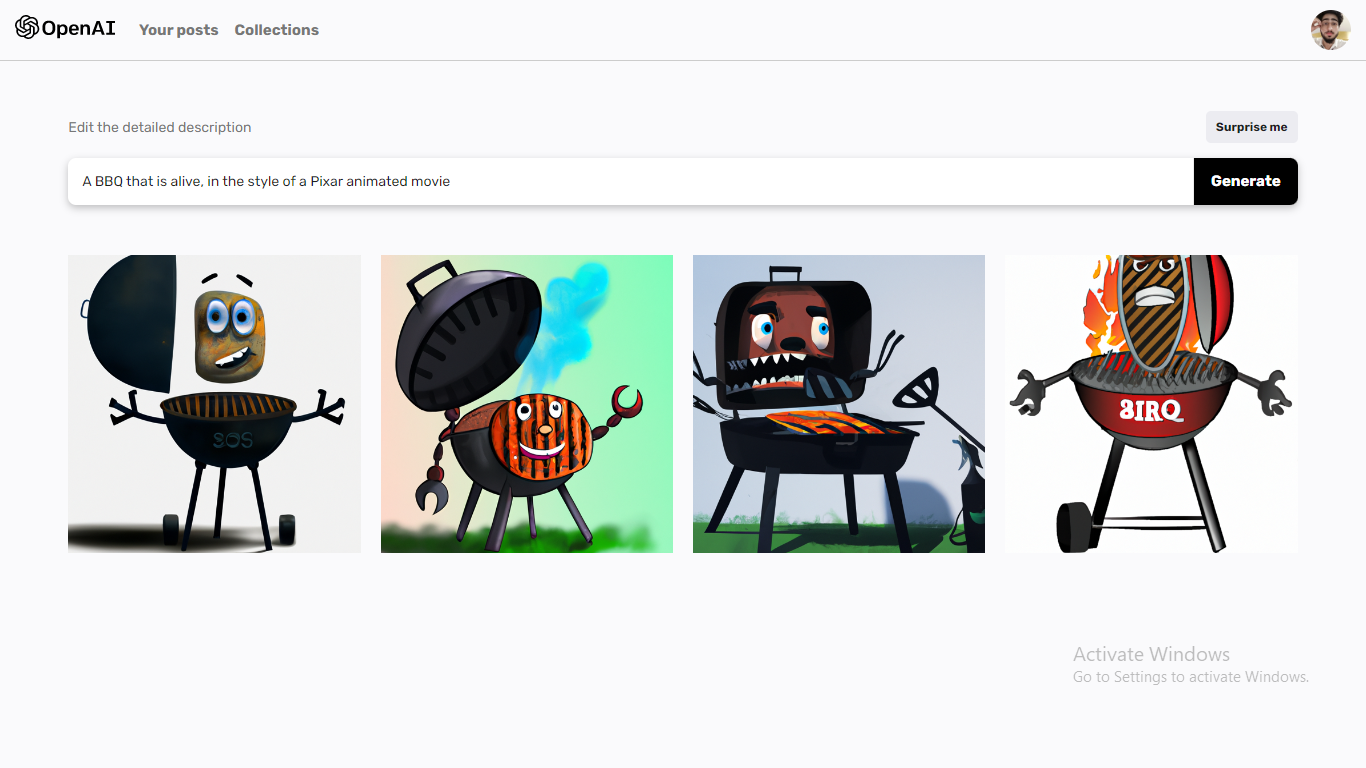 OpenAI Your posts Collections
Edit the detailed description
Surprise me
A BBQ that is alive, in the style of a Pixar animated movie
Generate
SOS
3IRQ
Activate Windows
Go to Settings to activate Windows.